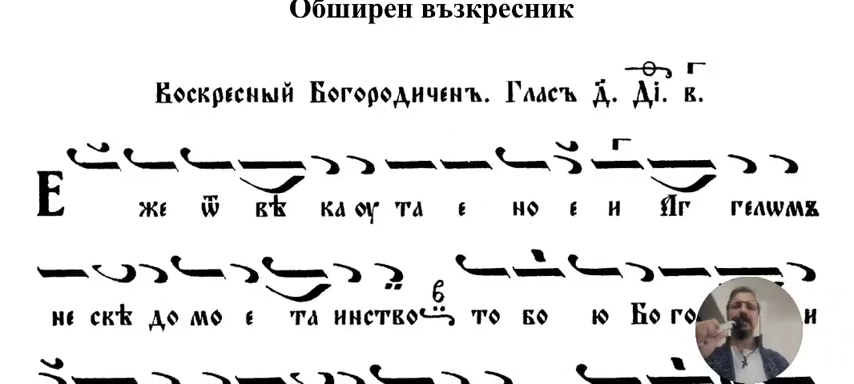 Обширен възкресник
Воскресный Богородиченъ. Гласъ д҃. Ді. в.
Е же ѿ вѣ ка оу та е но е и Аг гелѡмъ
не свѣ до мо е та инство то бо ю Бо го и